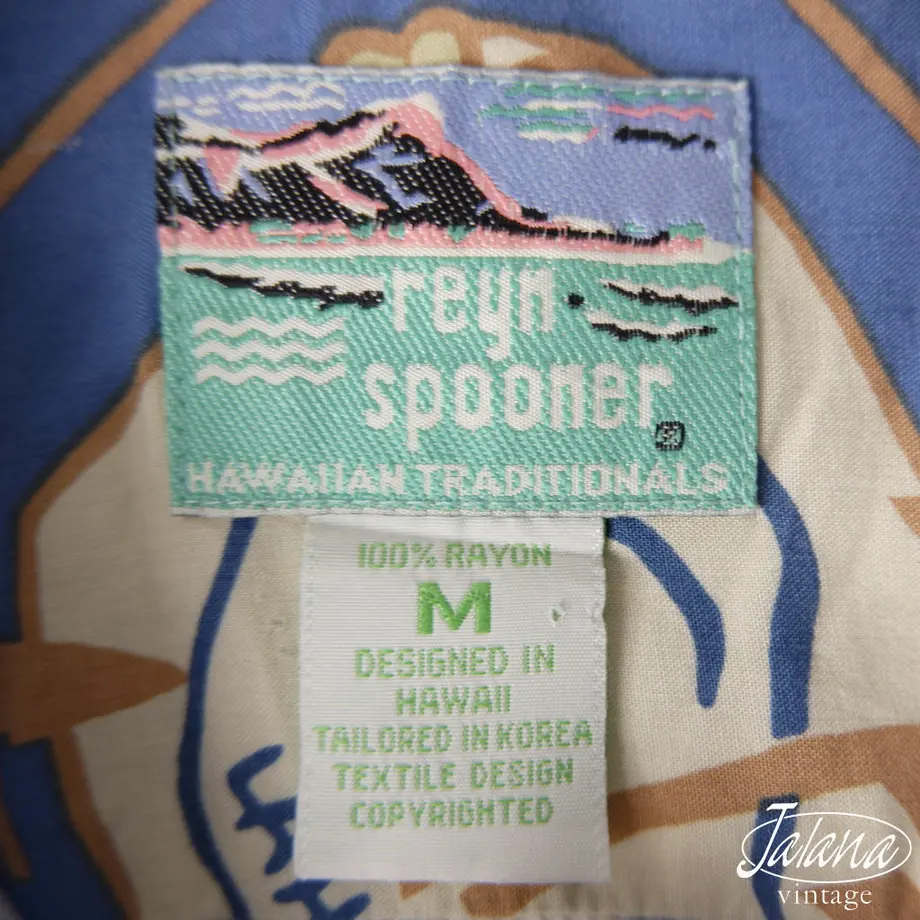 reyn
spooner
®
HAWAIIAN TRADITIONALS
100% RAYON
M
DESIGNED IN
HAWAII
TAILORED IN KOREA
TEXTILE DESIGN
COPYRIGHTED
Jalana
vintage